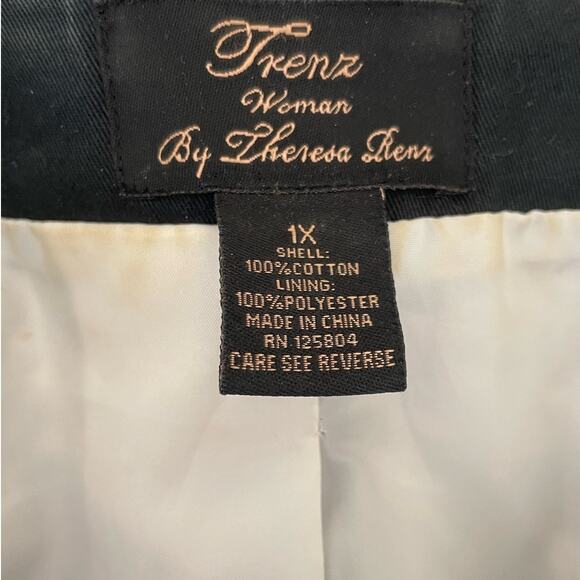 Trenz
Woman
By Theresa Renz
1X
SHELL:
100%COTTON
LINING:
100%POLYESTER
MADE IN CHINA
RN 125804
CARE SEE REVERSE